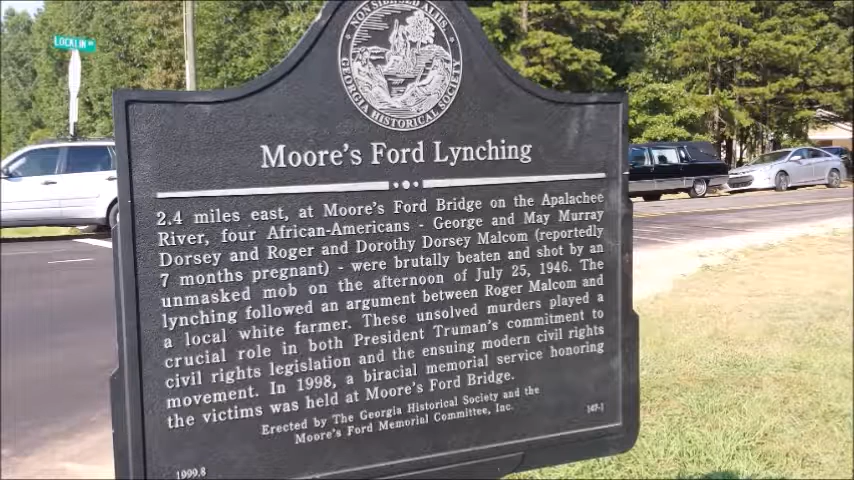 LOCKLIN
NON SIBI SED ALIIS
GEORGIA HISTORICAL SOCIETY
Moore's Ford Lynching
2.4 miles east, at Moore's Ford Bridge on the Apalachee
River, four African-Americans - George and Mae Murray
Dorsey and Roger and Dorothy Dorsey Malcom (reportedly
7 months pregnant) - were brutally beaten and shot by an
unmasked mob on the afternoon of July 25, 1946. The
lynching followed an argument between Roger Malcom and
a local white farmer. These unsolved murders played a
crucial role in both President Truman's commitment to
civil rights legislation and the ensuing modern civil rights
movement. In 1998, a biracial memorial service honoring
the victims was held at Moore's Ford Bridge.
Erected by The Georgia Historical Society and the
Moore's Ford Memorial Committee, Inc.
1999.8
147-1